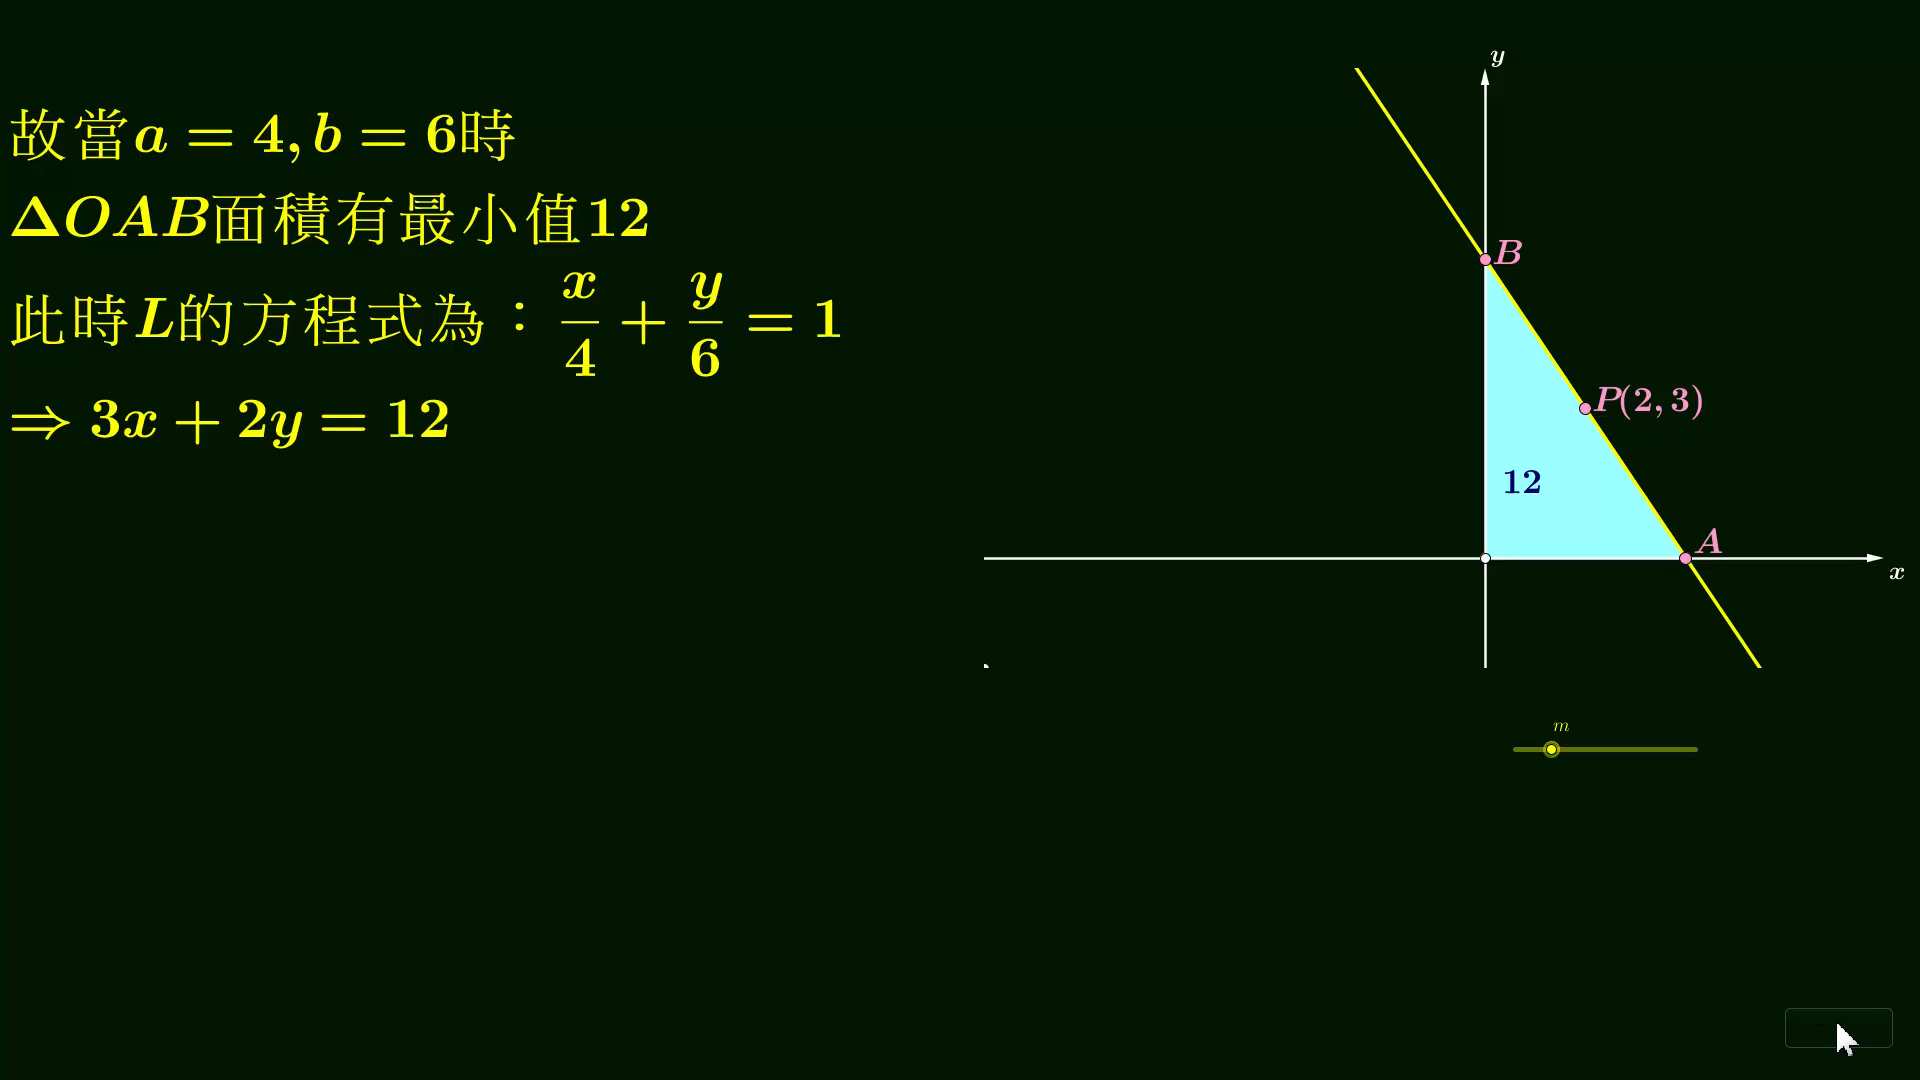 故當a = 4, b = 6時
ΔOAB面積有最小值12
此時L的方程式為：x/4 + y/6 = 1
⇒ 3x + 2y = 12
y
B
P(2, 3)
12
A
x
m